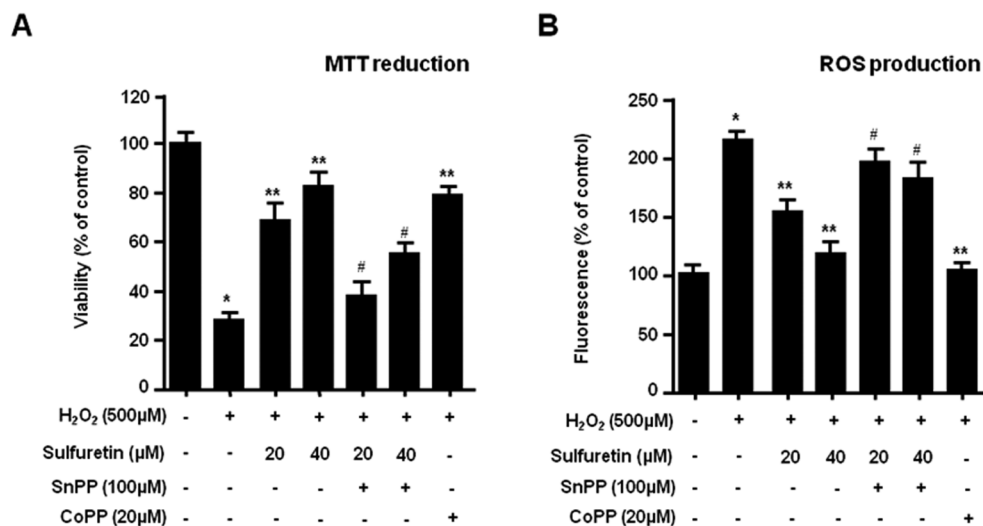 A
MTT reduction
Viability (% of control)
120
100
80
60
40
20
0
*
**
**
#
#
**
H₂O₂ (500µM) - + + + + + +
Sulfuretin (µM) - - 20 40 20 40 -
SnPP (100µM) - - - - + + -
CoPP (20µM) - - - - - - +
B
ROS production
Fluorescence (% of control)
250
200
150
100
50
0
*
**
**
#
#
**
H₂O₂ (500µM) - + + + + + +
Sulfuretin (µM) - - 20 40 20 40 -
SnPP (100µM) - - - - + + -
CoPP (20µM) - - - - - - +